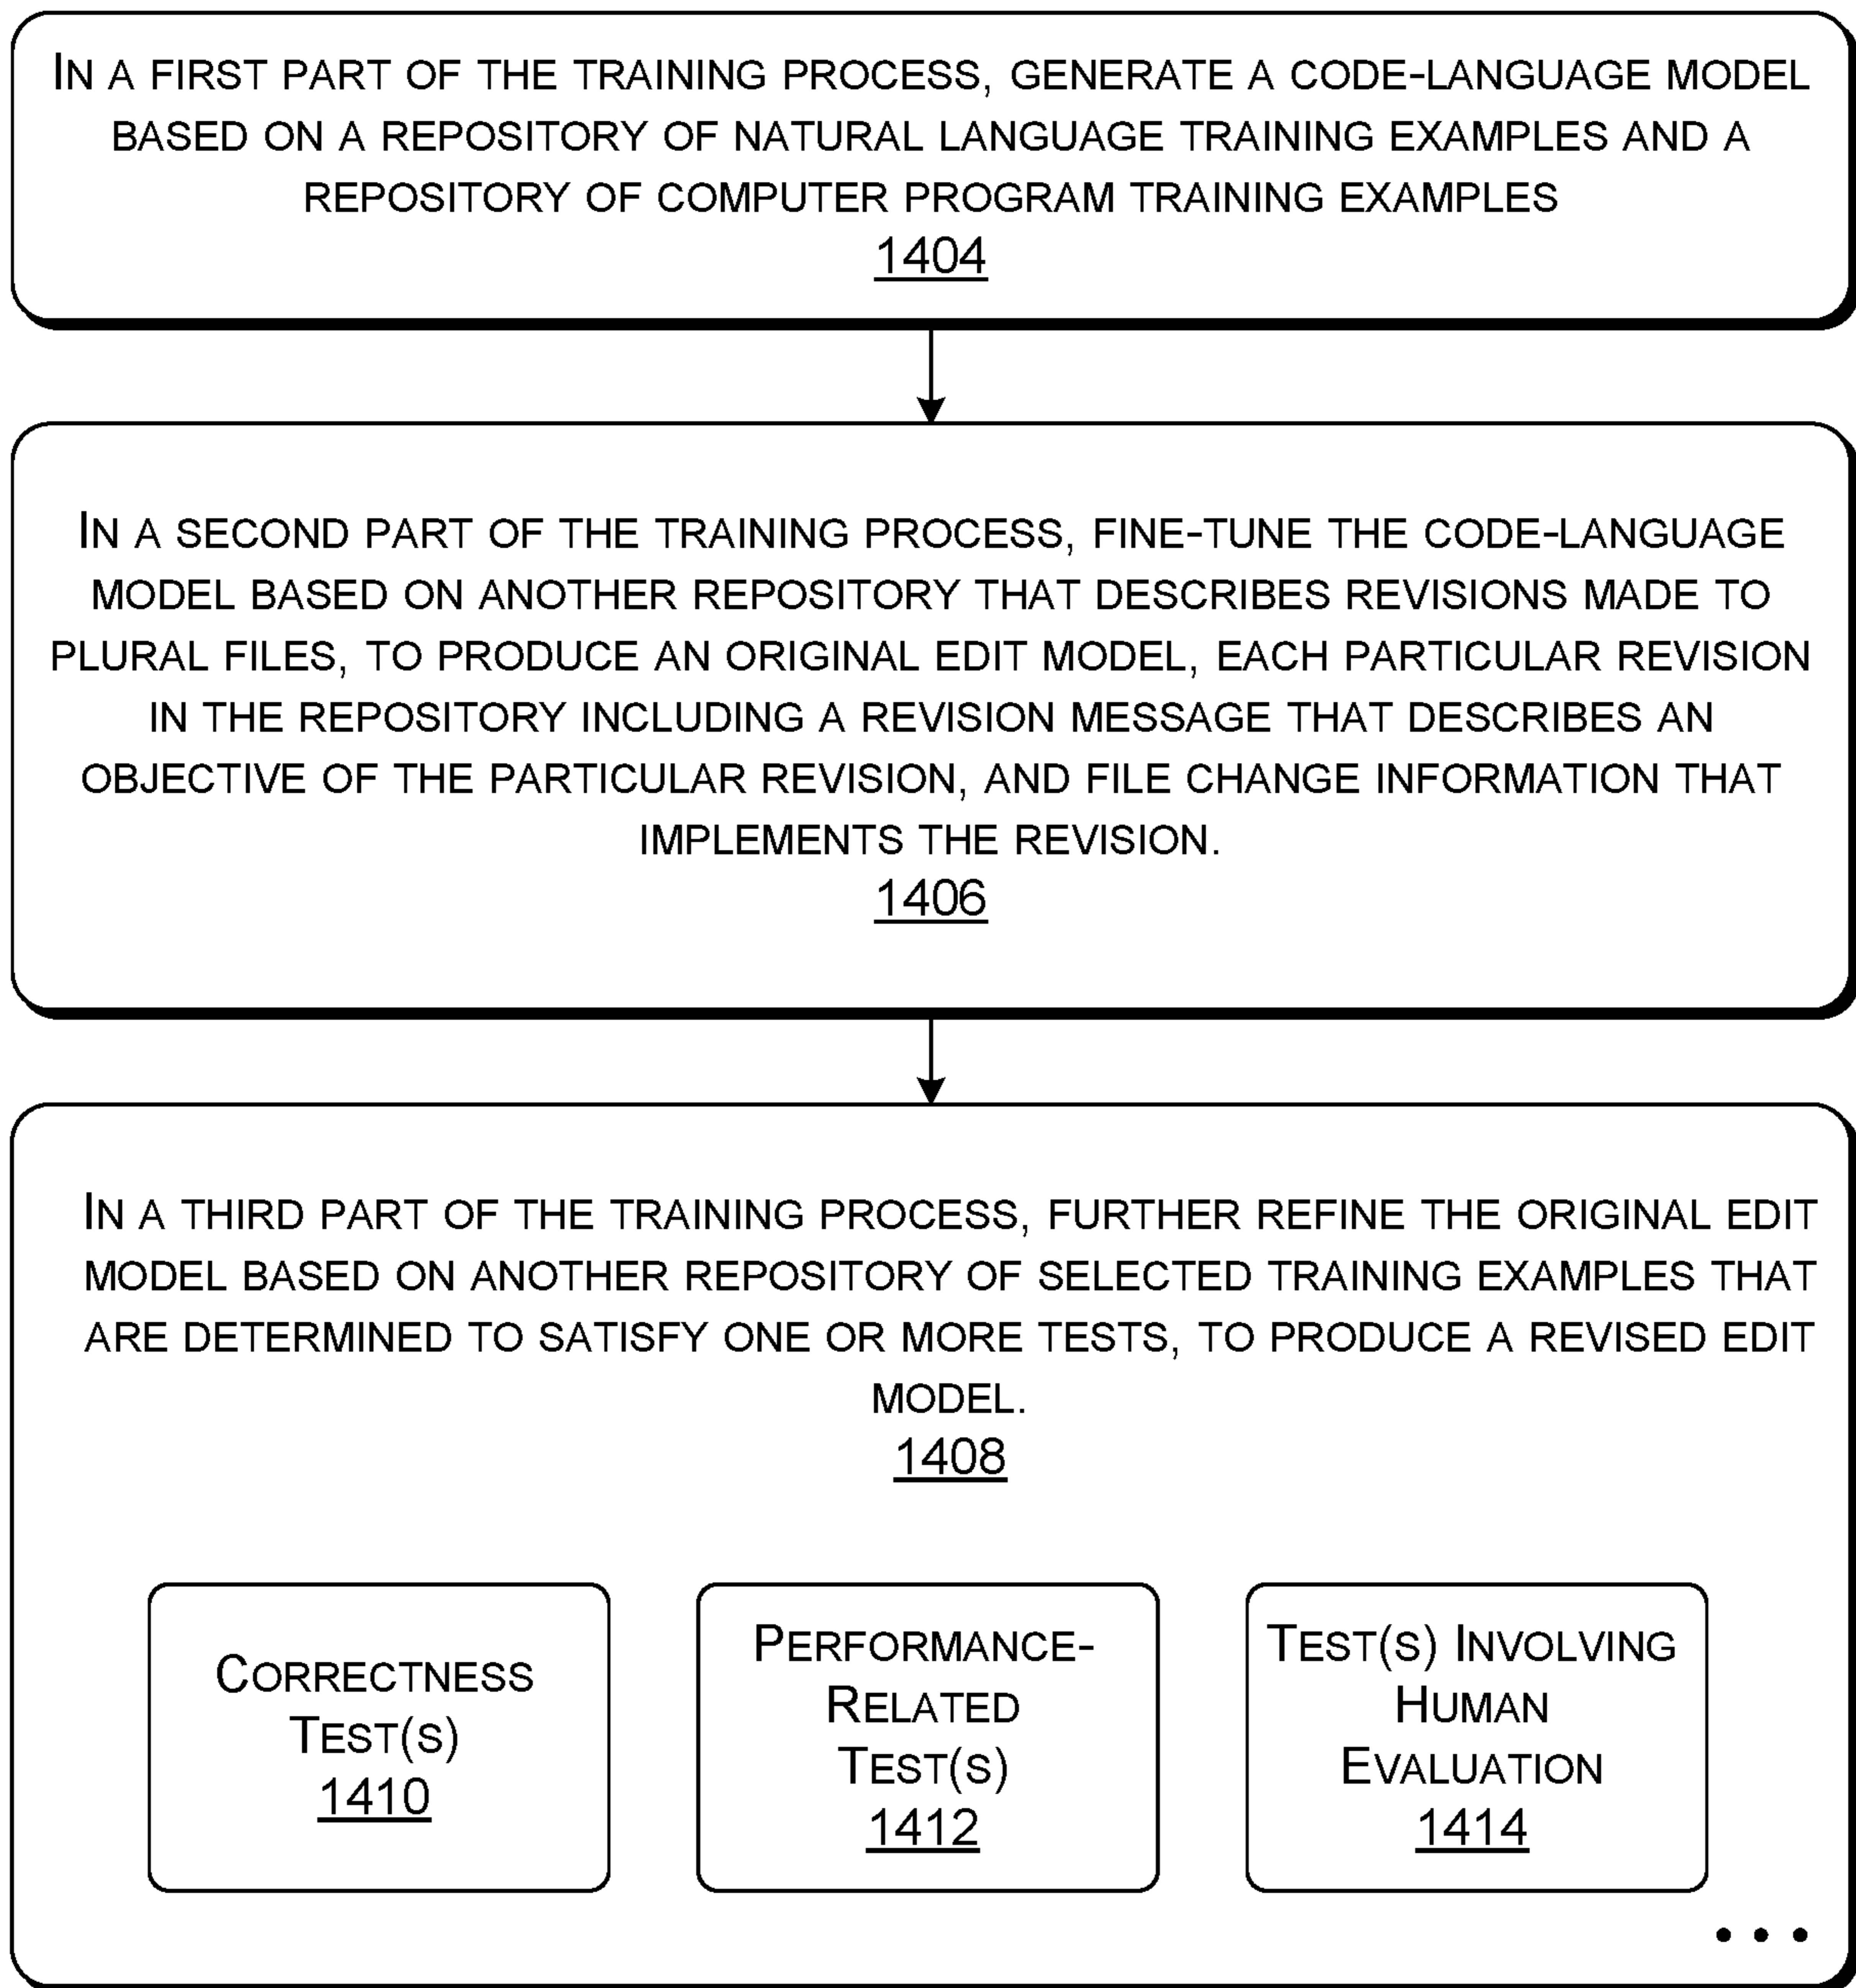 IN A FIRST PART OF THE TRAINING PROCESS, GENERATE A CODE-LANGUAGE MODEL
BASED ON A REPOSITORY OF NATURAL LANGUAGE TRAINING EXAMPLES AND A
REPOSITORY OF COMPUTER PROGRAM TRAINING EXAMPLES
1404
IN A SECOND PART OF THE TRAINING PROCESS, FINE-TUNE THE CODE-LANGUAGE
MODEL BASED ON ANOTHER REPOSITORY THAT DESCRIBES REVISIONS MADE TO
PLURAL FILES, TO PRODUCE AN ORIGINAL EDIT MODEL, EACH PARTICULAR REVISION
IN THE REPOSITORY INCLUDING A REVISION MESSAGE THAT DESCRIBES AN
OBJECTIVE OF THE PARTICULAR REVISION, AND FILE CHANGE INFORMATION THAT
IMPLEMENTS THE REVISION.
1406
IN A THIRD PART OF THE TRAINING PROCESS, FURTHER REFINE THE ORIGINAL EDIT
MODEL BASED ON ANOTHER REPOSITORY OF SELECTED TRAINING EXAMPLES THAT
ARE DETERMINED TO SATISFY ONE OR MORE TESTS, TO PRODUCE A REVISED EDIT
MODEL.
1408
CORRECTNESS
TEST(S)
1410
PERFORMANCE-
RELATED
TEST(S)
1412
TEST(S) INVOLVING
HUMAN
EVALUATION
1414
• • •